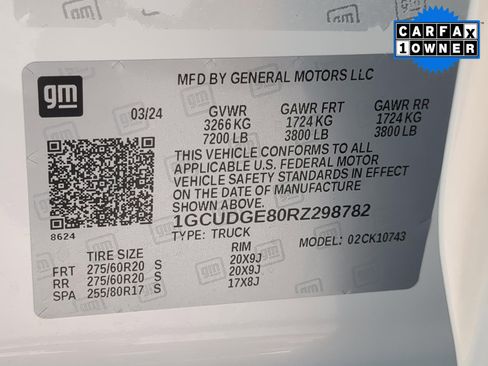 CARFAX
1 OWNER
gm
MFD BY GENERAL MOTORS LLC
03/24 GVWR GAWR FRT GAWR RR
3266 KG 1724 KG 1724 KG
7200 LB 3800 LB 3800 LB
THIS VEHICLE CONFORMS TO ALL
APPLICABLE U.S. FEDERAL MOTOR
VEHICLE SAFETY STANDARDS IN EFFECT
ON THE DATE OF MANUFACTURE SHOWN ABOVE.
1GCUDGE80RZ298782
8624 TYPE: TRUCK MODEL: 02CK10743
TIRE SIZE RIM
FRT 275/60R20 S 20X9J
RR 275/60R20 S 20X9J
SPA 255/80R17 S 17X8J